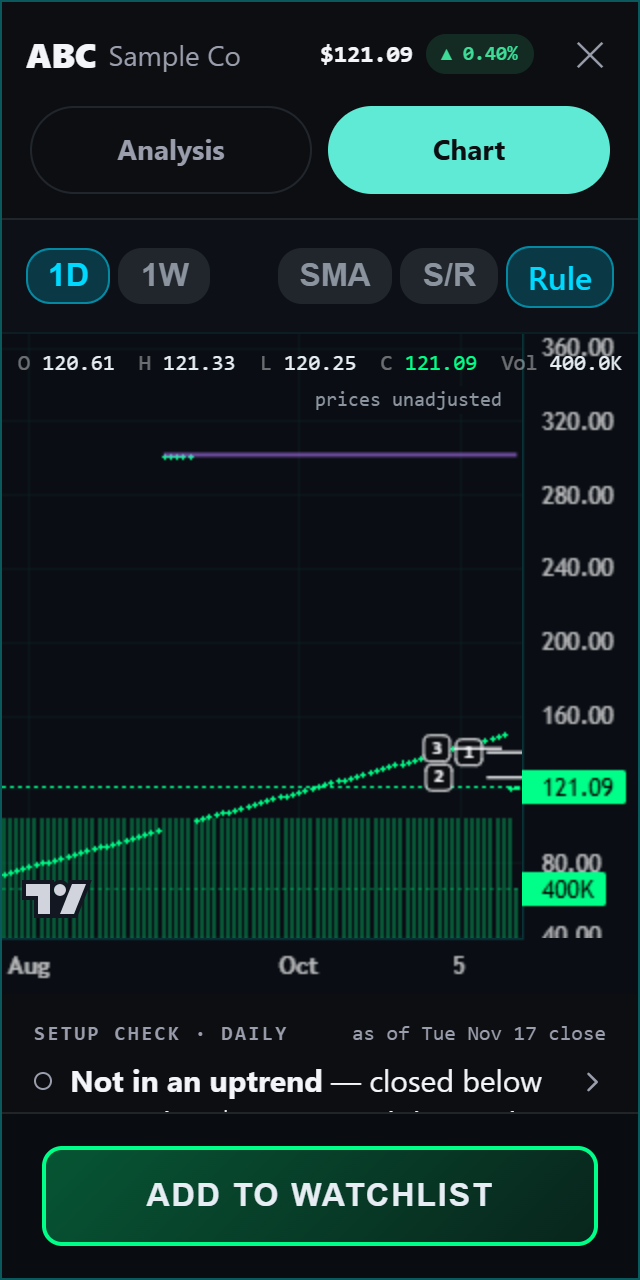 ABC Sample Co $121.09 ▲ 0.40%
Analysis Chart
1D 1W SMA S/R Rule
O 120.61 H 121.33 L 120.25 C 121.09 Vol 400.0K
360.00
prices unadjusted
320.00
280.00
240.00
200.00
160.00
3 1
2
121.09
80.00
400K
40.00
Aug Oct 5
SETUP CHECK · DAILY as of Tue Nov 17 close
Not in an uptrend — closed below
ADD TO WATCHLIST